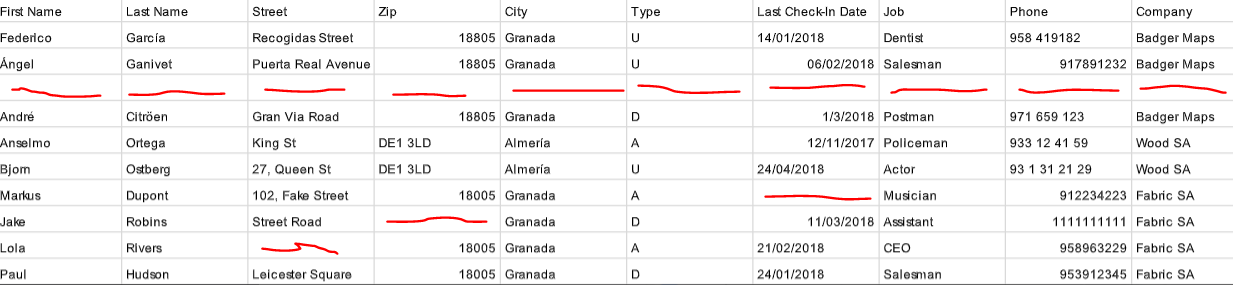 First Name Last Name Street Zip City Type Last Check-In Date Job Phone Company
Federico García Recogidas Street 18805 Granada U 14/01/2018 Dentist 958 419182 Badger Maps
Ángel Ganivet Puerta Real Avenue 18805 Granada U 06/02/2018 Salesman 917891232 Badger Maps
André Citröen Gran Via Road 18805 Granada D 1/3/2018 Postman 971 659 123 Badger Maps
Anselmo Ortega King St DE1 3LD Almería A 12/11/2017 Policeman 933 12 41 59 Wood SA
Bjorn Ostberg 27, Queen St DE1 3LD Almería U 24/04/2018 Actor 93 1 31 21 29 Wood SA
Markus Dupont 102, Fake Street 18005 Granada A Musician 912234223 Fabric SA
Jake Robins Street Road Granada D 11/03/2018 Assistant 1111111111 Fabric SA
Lola Rivers 18005 Granada A 21/02/2018 CEO 958963229 Fabric SA
Paul Hudson Leicester Square 18005 Granada D 24/01/2018 Salesman 953912345 Fabric SA